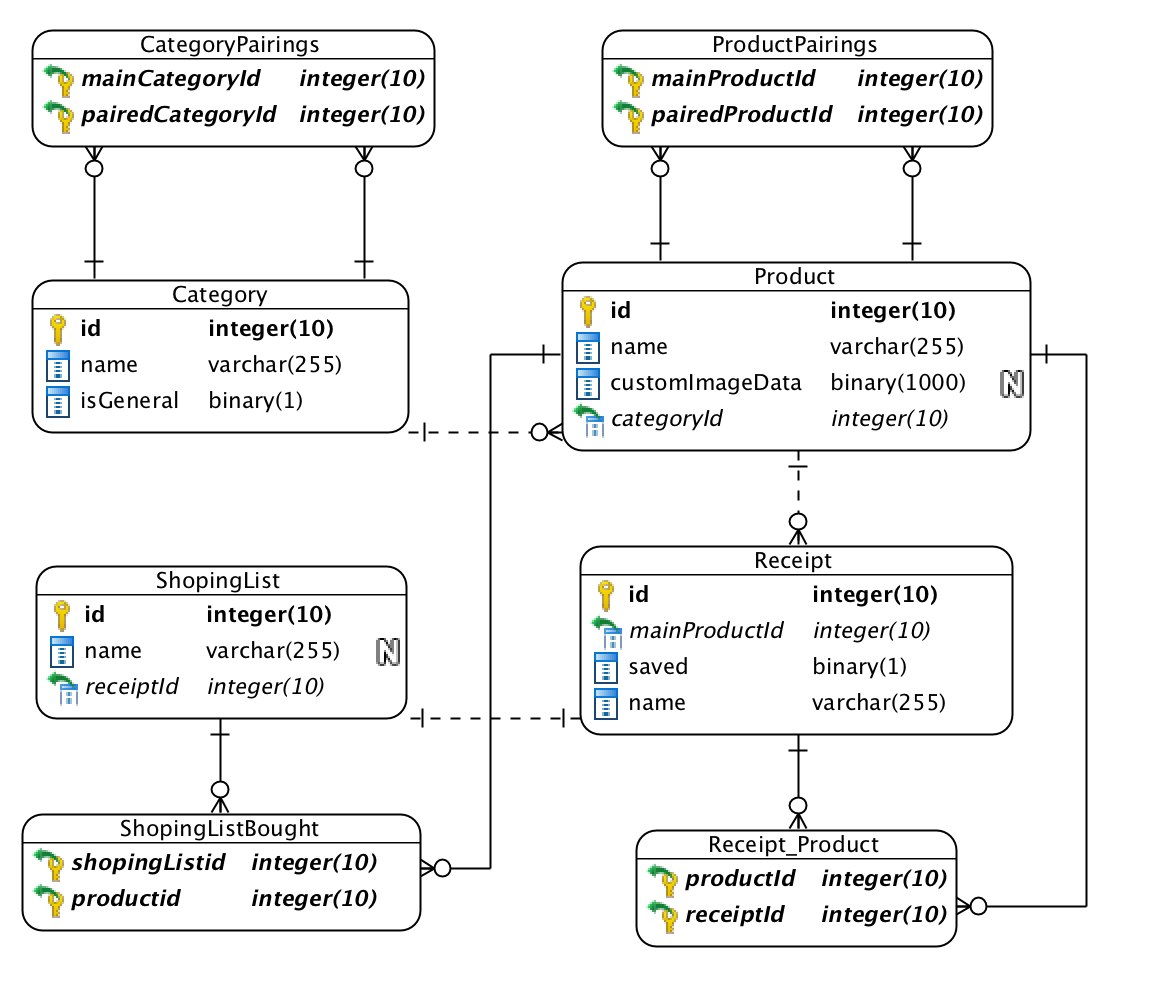 CategoryPairings
mainCategoryId integer(10)
pairedCategoryId integer(10)
ProductPairings
mainProductId integer(10)
pairedProductId integer(10)
Category
id integer(10)
name varchar(255)
isGeneral binary(1)
Product
id integer(10)
name varchar(255)
customImageData binary(1000) N
categoryId integer(10)
ShopingList
id integer(10)
name varchar(255) N
receiptId integer(10)
Receipt
id integer(10)
mainProductId integer(10)
saved binary(1)
name varchar(255)
ShopingListBought
shopingListid integer(10)
productid integer(10)
Receipt_Product
productId integer(10)
receiptId integer(10)